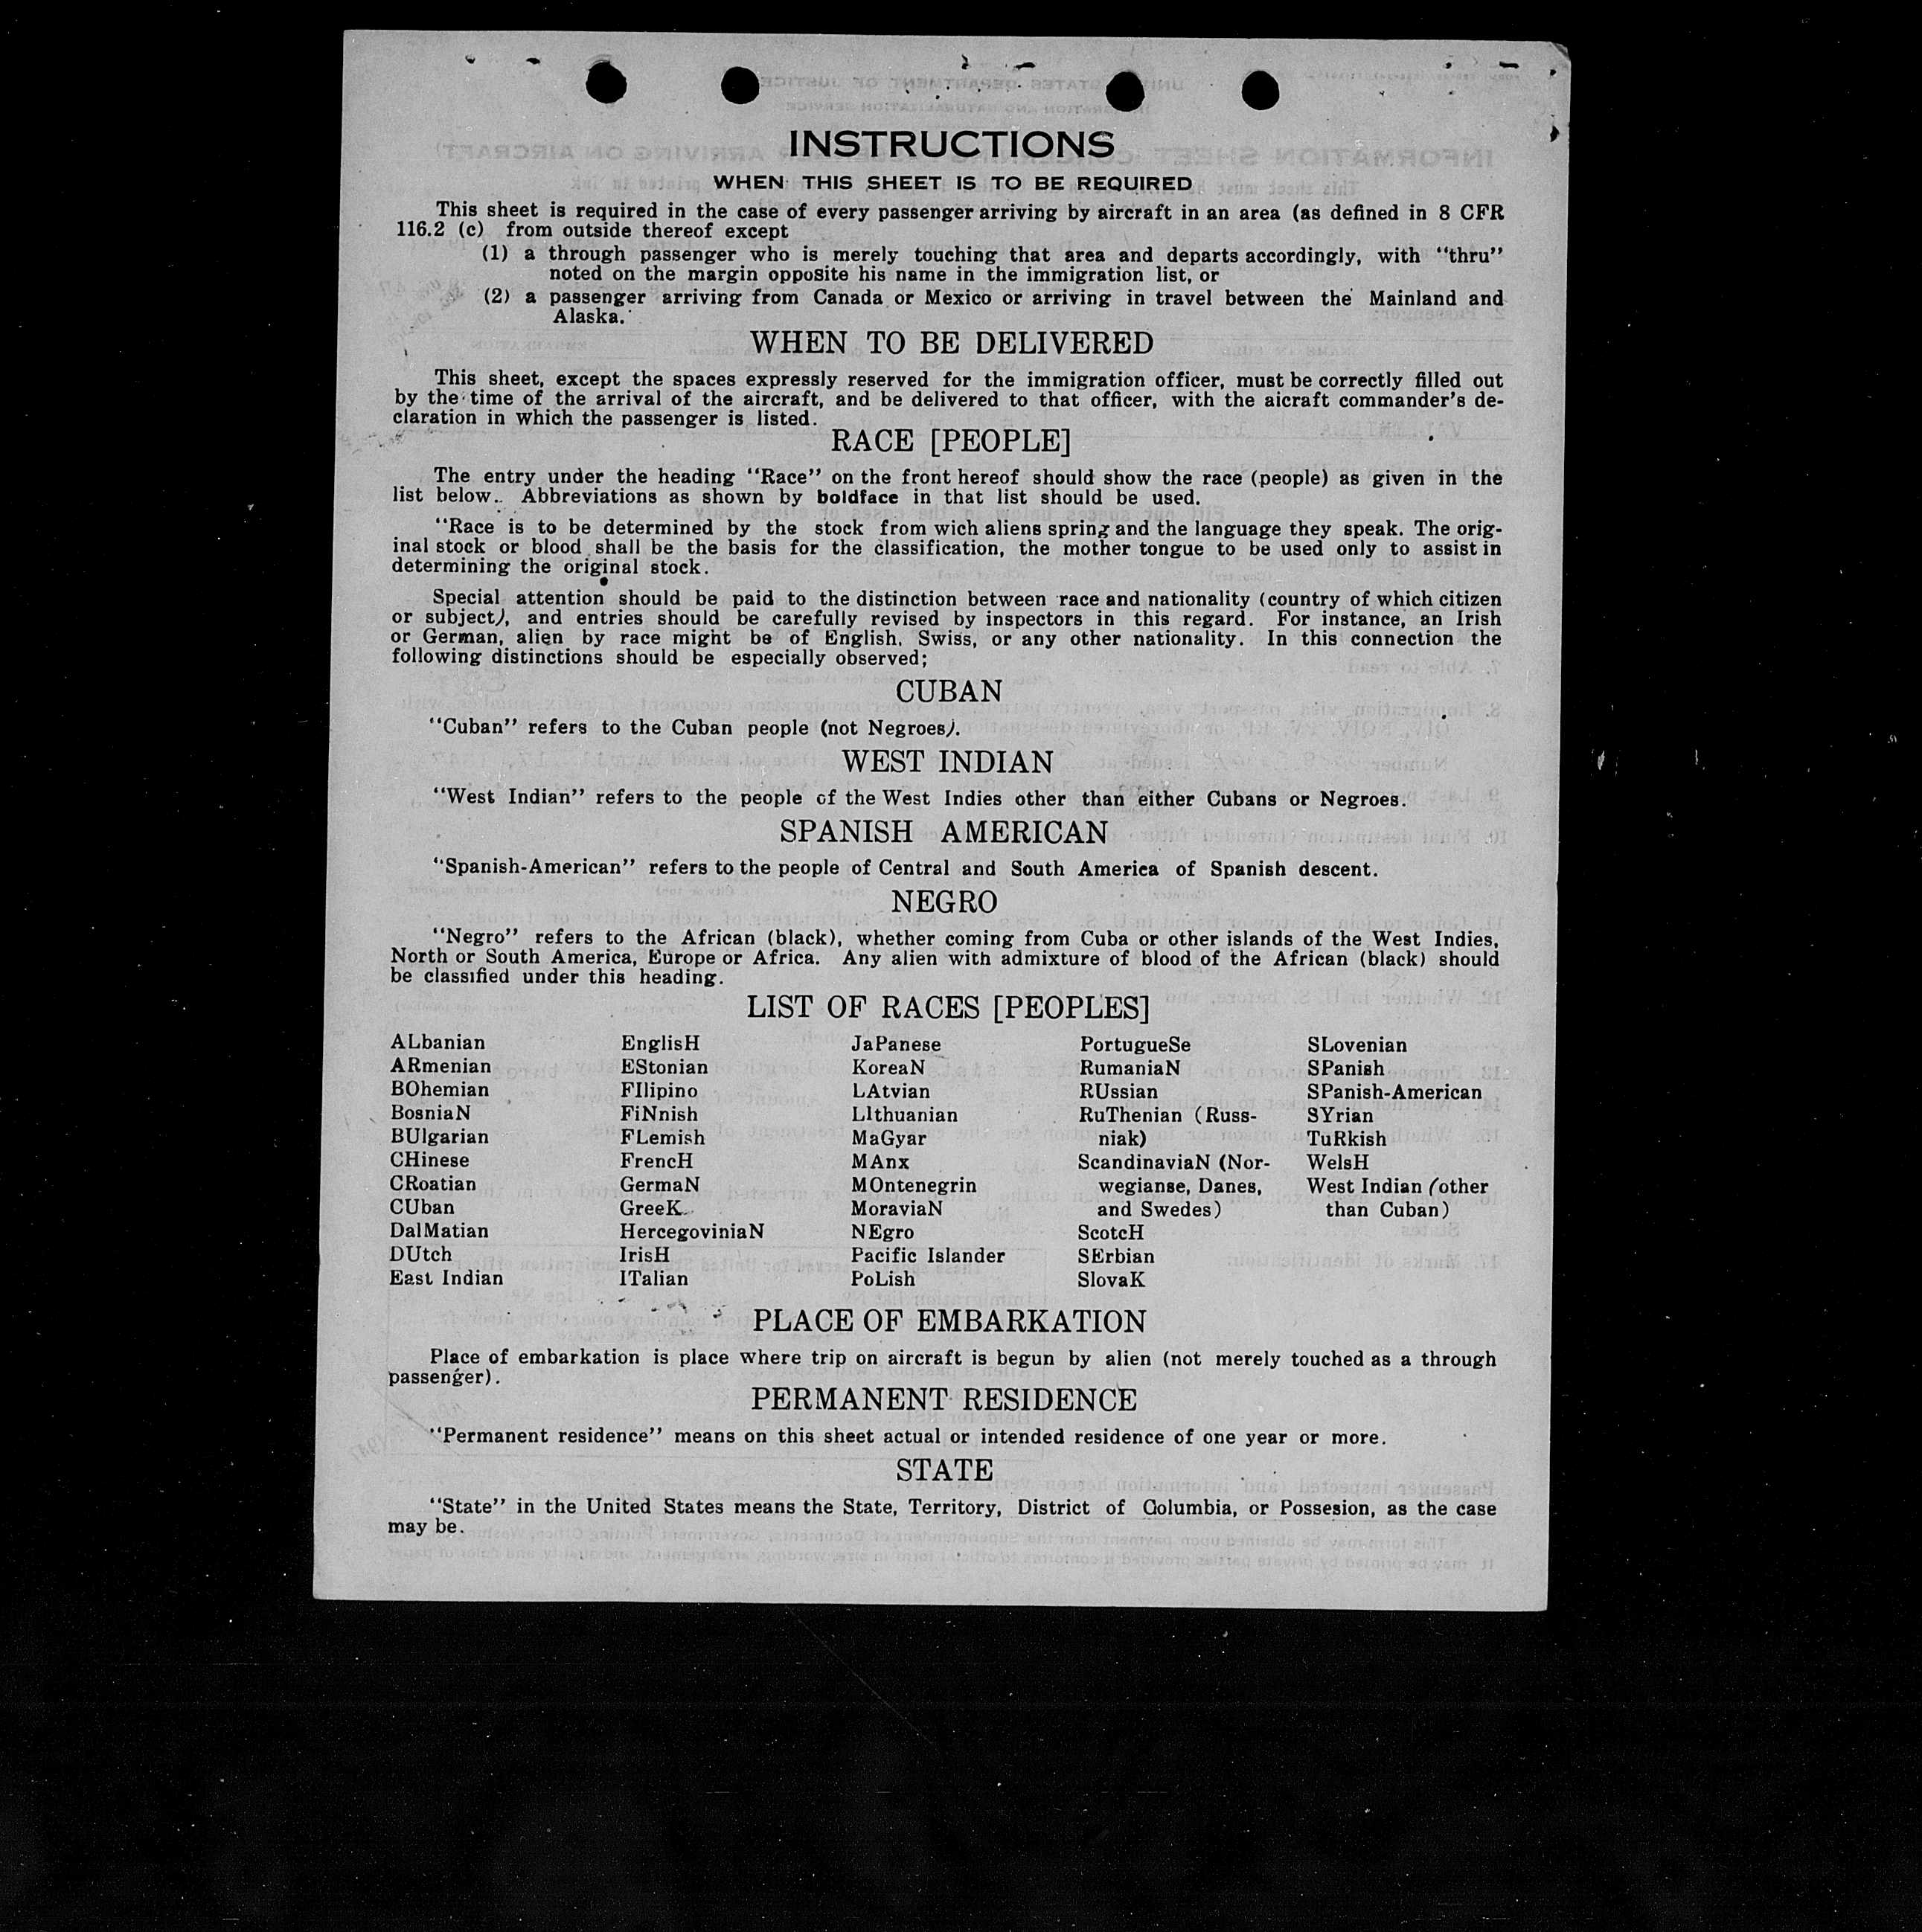 INSTRUCTIONS
WHEN THIS SHEET IS TO BE REQUIRED
This sheet is required in the case of every passenger arriving by aircraft in an area (as defined in 8 CFR
116.2 (c) from outside thereof except
(1) a through passenger who is merely touching that area and departs accordingly, with "thru"
noted on the margin opposite his name in the immigration list, or
(2) a passenger arriving from Canada or Mexico or arriving in travel between the Mainland and
Alaska.
WHEN TO BE DELIVERED
This sheet, except the spaces expressly reserved for the immigration officer, must be correctly filled out
by the time of the arrival of the aircraft, and be delivered to that officer, with the aicraft commander's de-
claration in which the passenger is listed.
RACE [PEOPLE]
The entry under the heading "Race" on the front hereof should show the race (people) as given in the
list below. Abbreviations as shown by boldface in that list should be used.
"Race is to be determined by the stock from wich aliens spring and the language they speak. The orig-
inal stock or blood shall be the basis for the classification, the mother tongue to be used only to assist in
determining the original stock.
Special attention should be paid to the distinction between race and nationality (country of which citizen
or subject), and entries should be carefully revised by inspectors in this regard. For instance, an Irish
or German, alien by race might be of English, Swiss, or any other nationality. In this connection the
following distinctions should be especially observed;
CUBAN
"Cuban" refers to the Cuban people (not Negroes).
WEST INDIAN
"West Indian" refers to the people of the West Indies other than either Cubans or Negroes.
SPANISH AMERICAN
"Spanish-American" refers to the people of Central and South America of Spanish descent.
NEGRO
"Negro" refers to the African (black), whether coming from Cuba or other islands of the West Indies,
North or South America, Europe or Africa. Any alien with admixture of blood of the African (black) should
be classified under this heading.
LIST OF RACES [PEOPLES]
ALbanian
ARmenian
BOhemian
BosniaN
BUlgarian
CHinese
CRoatian
CUban
DalMatian
DUtch
East Indian
EnglisH
EStonian
FIlipino
FiNnish
FLemish
FrencH
GermaN
GreeK
HercegoviniaN
IrisH
ITalian
JaPanese
KoreaN
LAtvian
LIthuanian
MaGyar
MAnx
MOntenegrin
MoraviaN
NEgro
Pacific Islander
PoLish
PortugueSe
RumaniaN
RUssian
RuThenian (Russ-
niak)
ScandinaviaN (Nor-
wegianse, Danes,
and Swedes)
ScotcH
SErbian
SlovaK
SLovenian
SPanish
SPanish-American
SYrian
TuRkish
WelsH
West Indian (other
than Cuban)
PLACE OF EMBARKATION
Place of embarkation is place where trip on aircraft is begun by alien (not merely touched as a through
passenger).
PERMANENT RESIDENCE
"Permanent residence" means on this sheet actual or intended residence of one year or more.
STATE
"State" in the United States means the State, Territory, District of Columbia, or Possesion, as the case
may be.